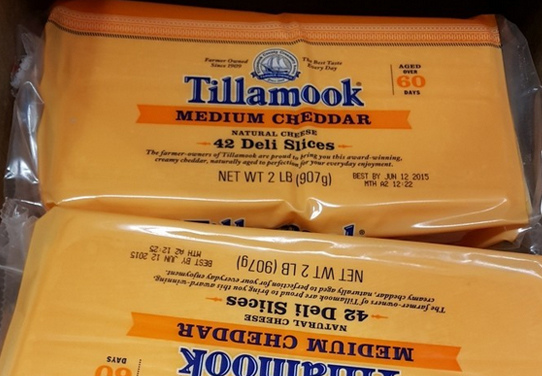 Farmer Owned
Since 1909
The Best Taste
Every Day
Tillamook
AGED
OVER
60
DAYS
MEDIUM CHEDDAR
NATURAL CHEESE
42 Deli Slices
The farmer-owners of Tillamook are proud to bring you this award-winning,
creamy cheddar, naturally aged to perfection for your everyday enjoyment.
NET WT 2 LB (907g)
BEST BY JUN 12 2015
MTH A2 12:22
BEST BY JUN 12 2015
MTH A2 12:25
NET WT 2 LB (907g)
The farmer-owners of Tillamook are proud to bring you this award-winning,
creamy cheddar, naturally aged to perfection for your everyday enjoyment.
42 Deli Slices
NATURAL CHEESE
MEDIUM CHEDDAR
Tillamook
60
DAYS